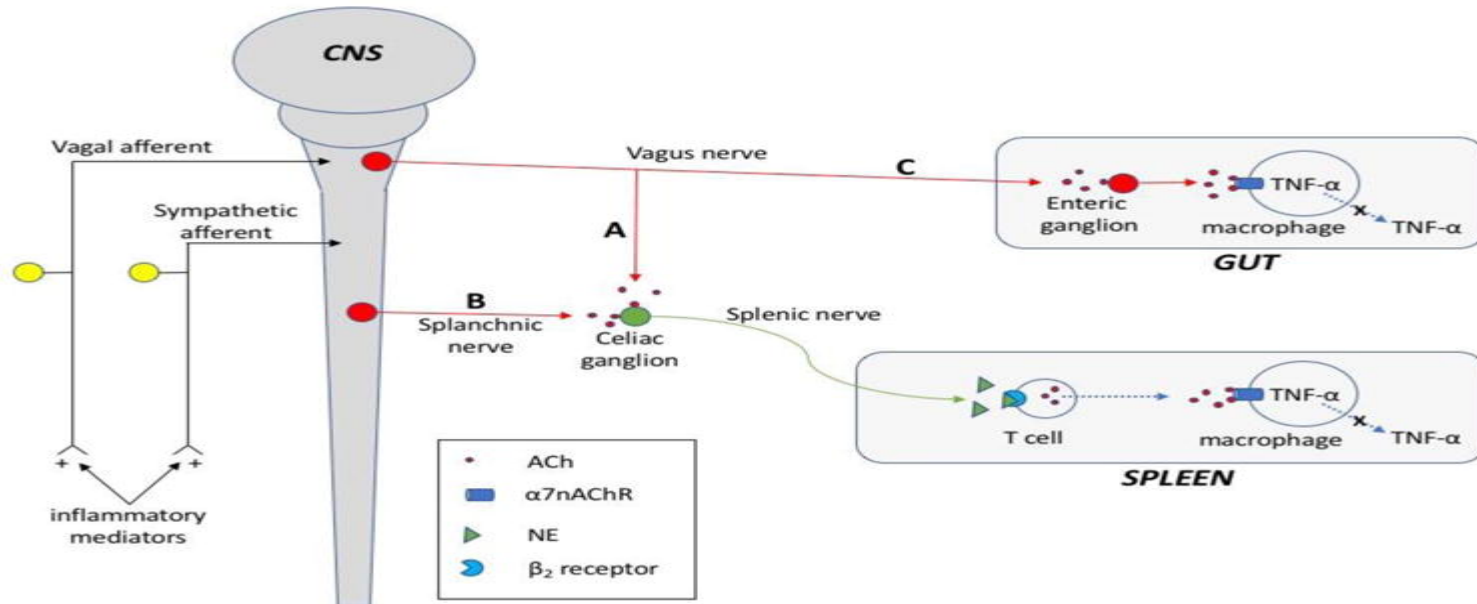 CNS
Vagal afferent
Vagus nerve
C
Sympathetic
afferent
A
TNF-α
Enteric
ganglion
macrophage
x
TNF-α
GUT
B
Splanchnic
nerve
Celiac
ganglion
Splenic nerve
T cell
TNF-α
macrophage
x
TNF-α
SPLEEN
+
+
inflammatory
mediators
ACh
α7nAChR
NE
β₂ receptor